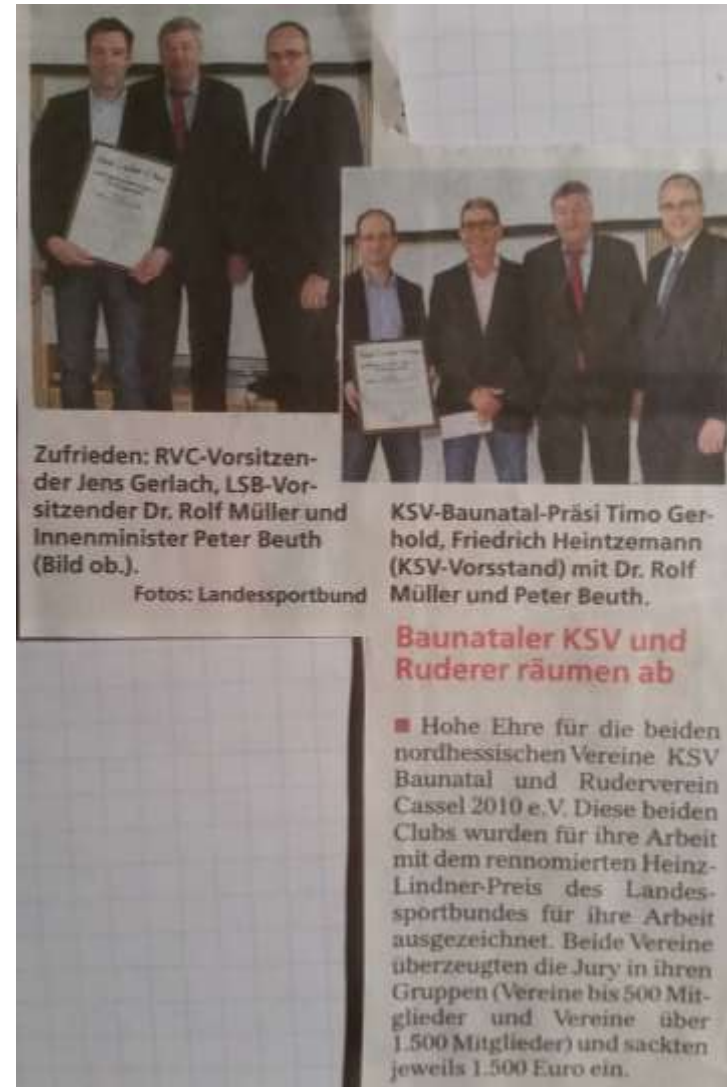 Zufrieden: RVC-Vorsitzen-
der Jens Gerlach, LSB-Vor-
sitzender Dr. Rolf Müller und
Innenminister Peter Beuth
(Bild ob.).
Fotos: Landessportbund
KSV-Baunatal-Präsi Timo Ger-
hold, Friedrich Heintzemann
(KSV-Vorsstand) mit Dr. Rolf
Müller und Peter Beuth.
Baunataler KSV und
Ruderer räumen ab
Hohe Ehre für die beiden
nordhessischen Vereine KSV
Baunatal und Ruderverein
Cassel 2010 e.V. Diese beiden
Clubs wurden für ihre Arbeit
mit dem rennomierten Heinz-
Lindner-Preis des Landes-
sportbundes für ihre Arbeit
ausgezeichnet. Beide Vereine
überzeugten die Jury in ihren
Gruppen (Vereine bis 500 Mit-
glieder und Vereine über
1.500 Mitglieder) und sackten
jeweils 1.500 Euro ein.